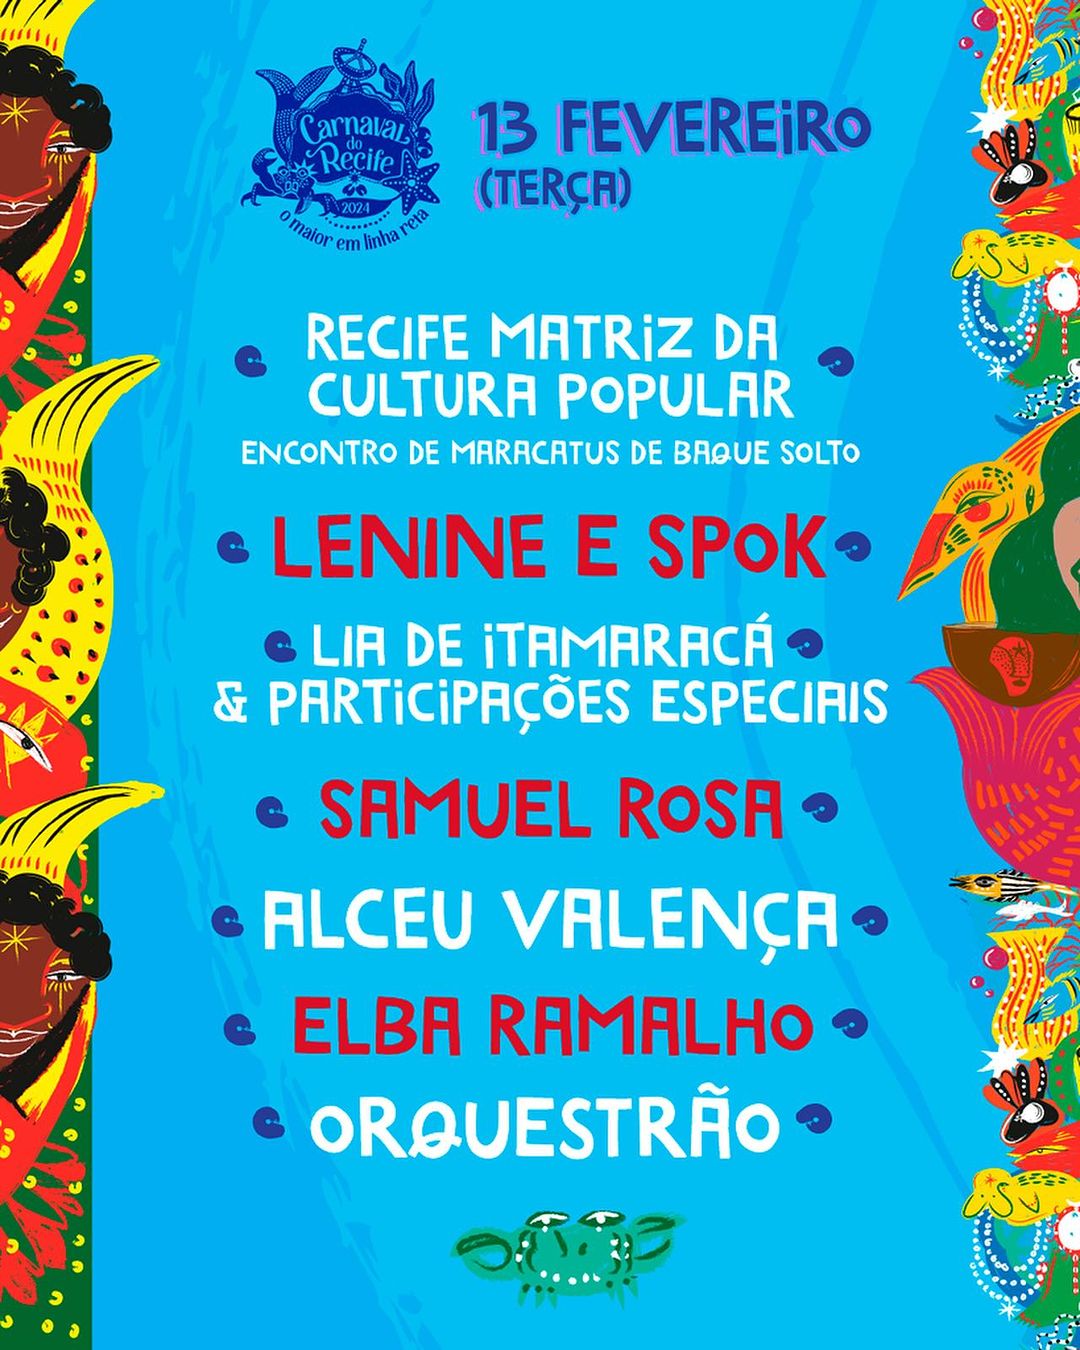 Carnaval
do
Recife
2024
o maior em linha reta
13 FEVEREiRO
(TERÇA)
RECIFE MATRiZ DA
CULTURA POPULAR
ENCONTRO DE MARACATUS DE BAQUE SOLTO
LENINE E SPOK
LIA DE iTAMARACÁ
& PARTiCiPAÇÕES ESPECIAIS
SAMUEL ROSA
ALCEU VALENÇA
ELBA RAMALHO
ORQUESTRÃO